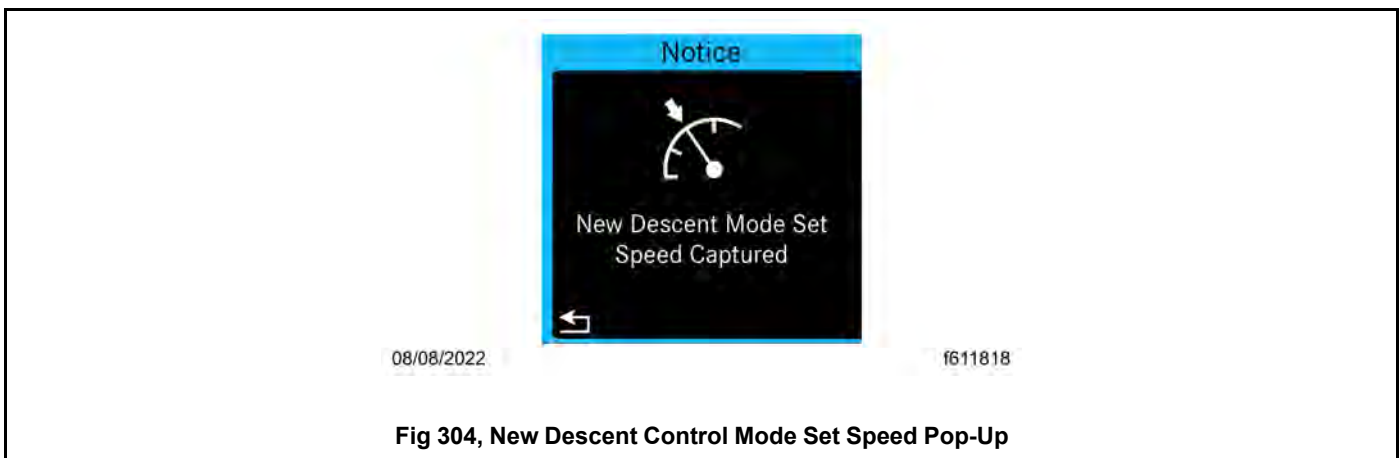 Notice
New Descent Mode Set
Speed Captured
08/08/2022
f611818
Fig 304, New Descent Control Mode Set Speed Pop-Up